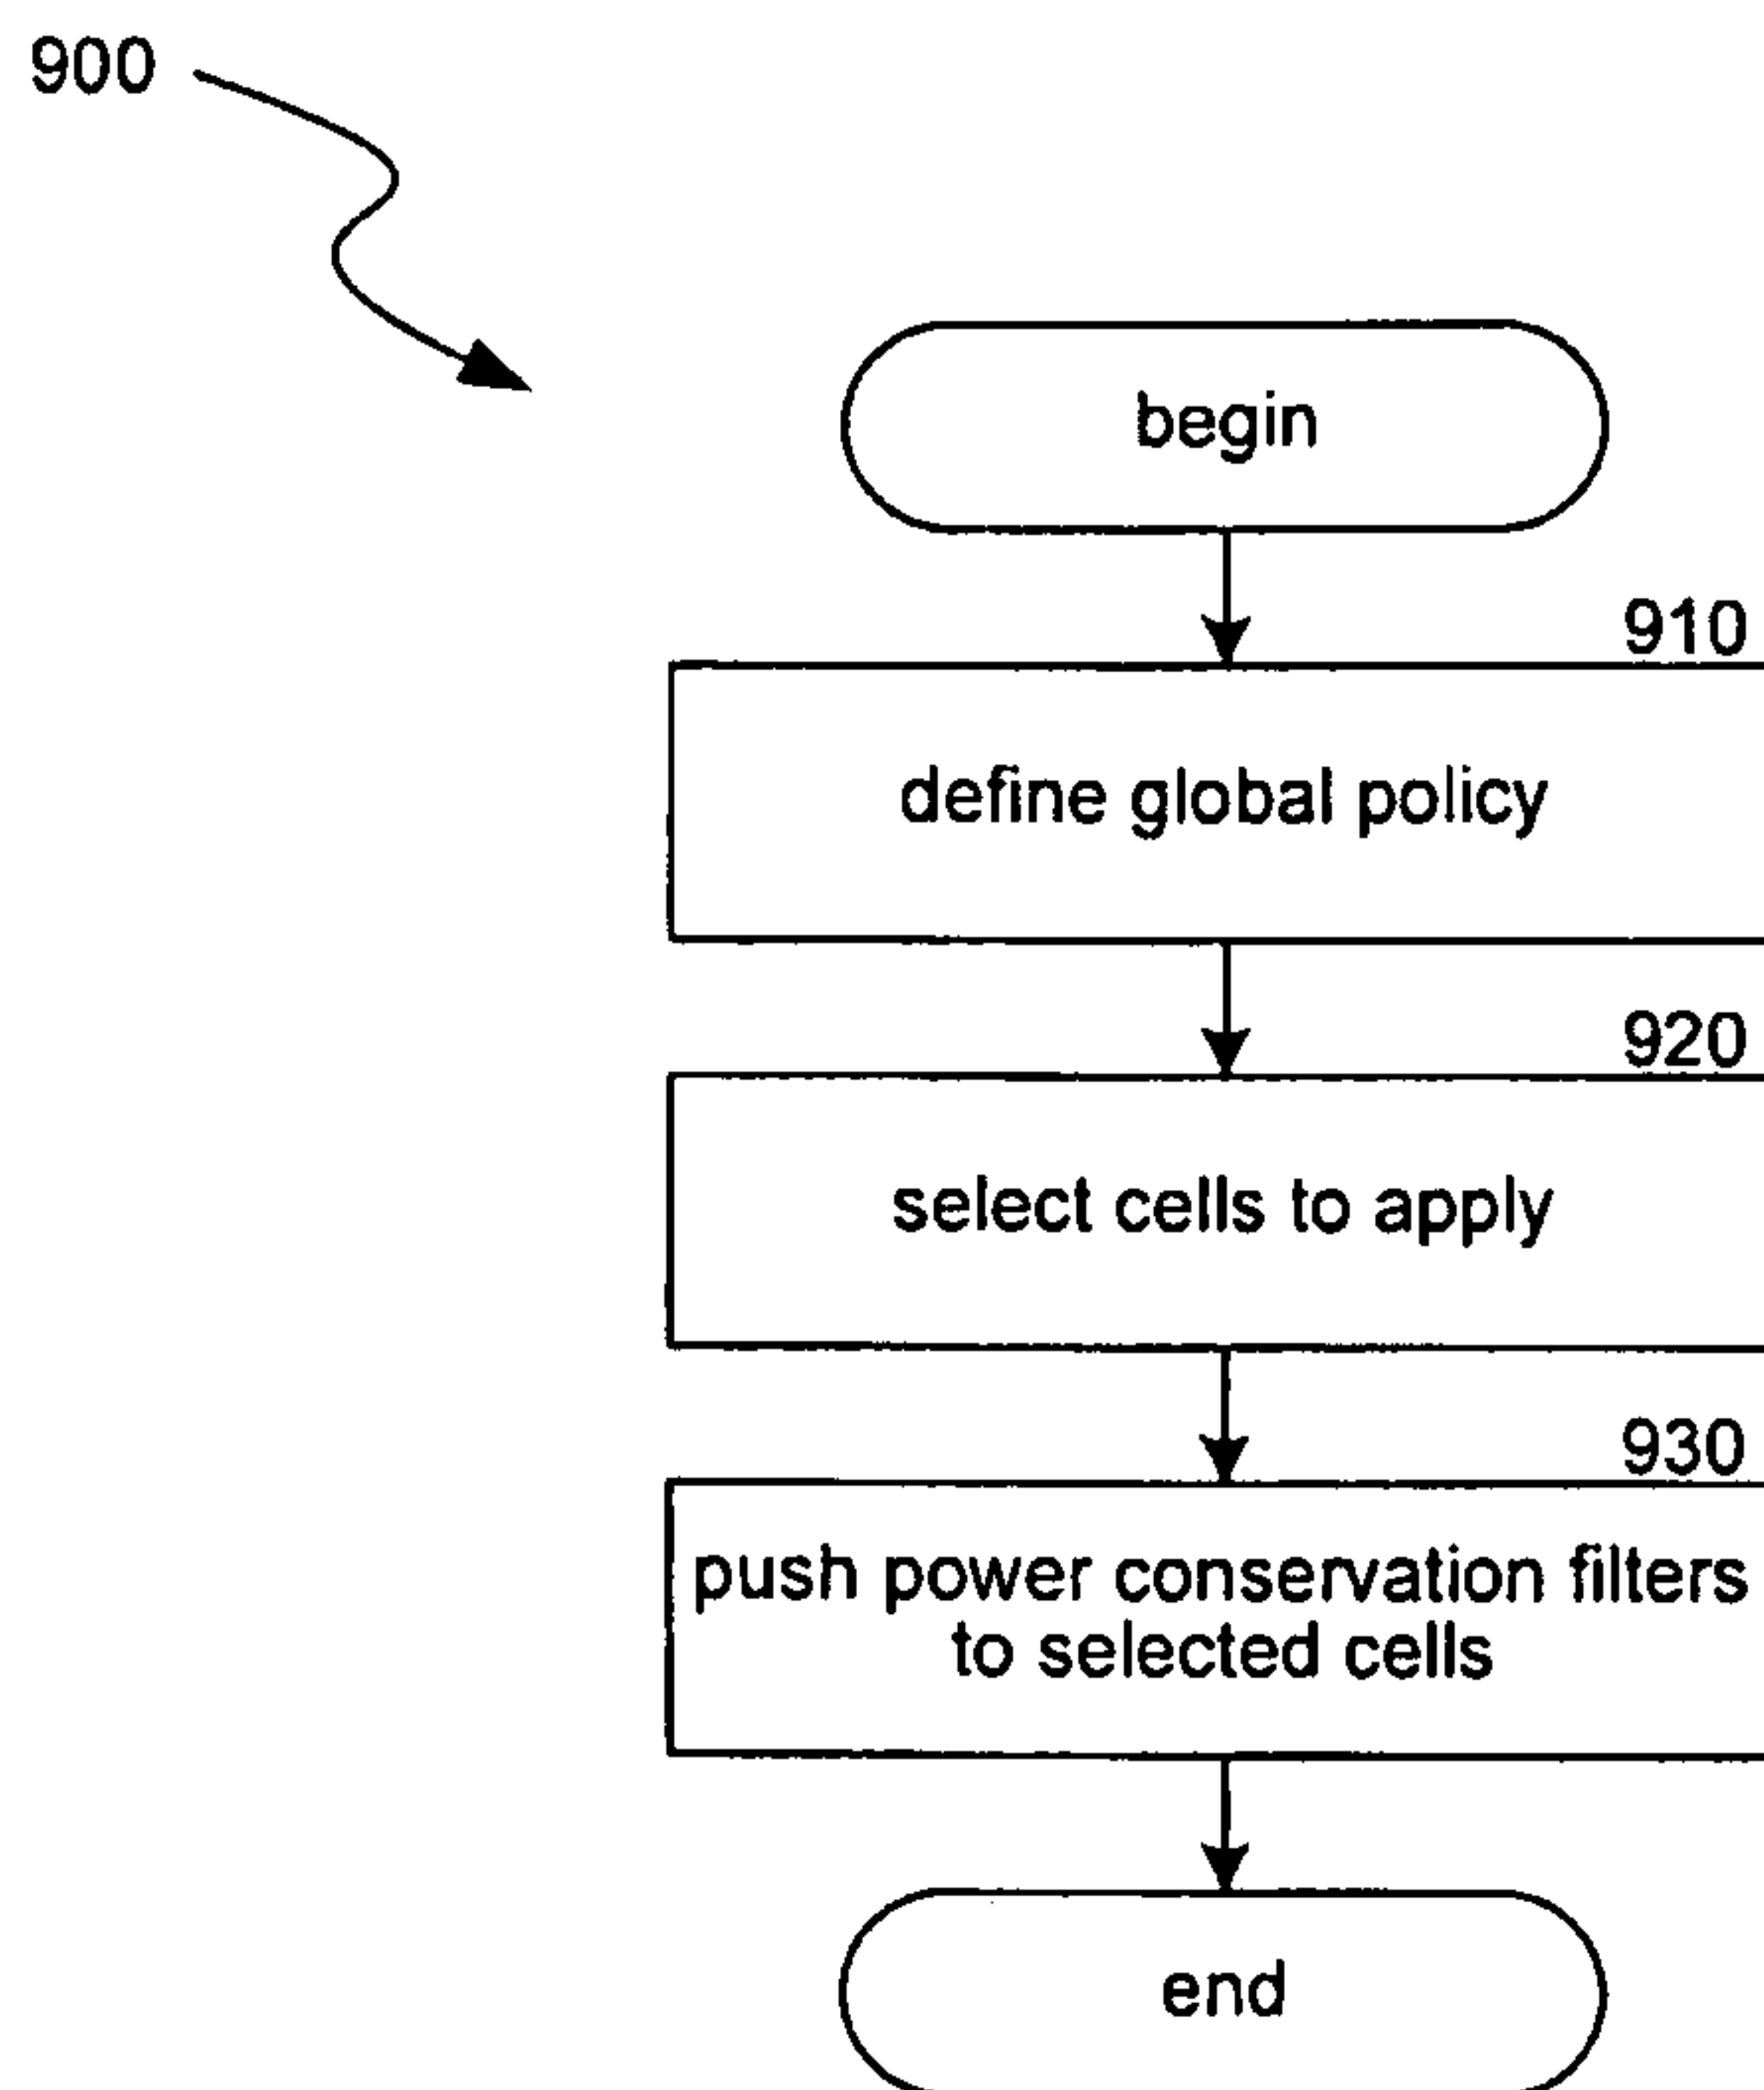 900
begin
910
define global policy
920
select cells to apply
930
push power conservation filters
to selected cells
end